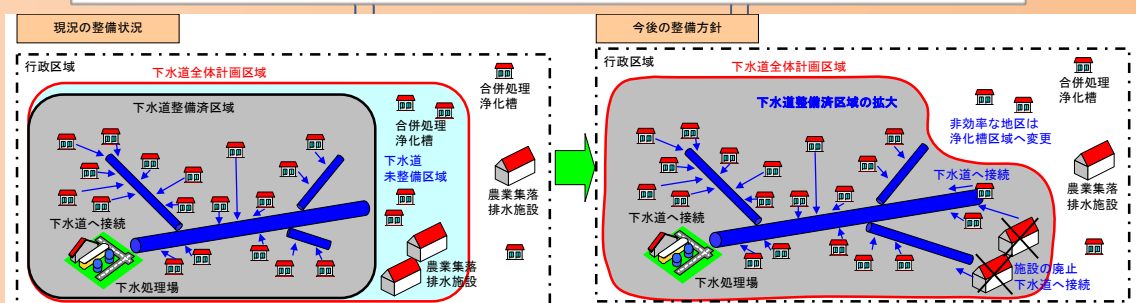 現況の整備状況
行政区域
下水道全体計画区域
下水道整備済区域
合併処理
浄化槽
合併処理
浄化槽
下水道
未整備区域
農業集落
排水施設
下水道へ接続
農業集落
排水施設
下水処理場
今後の整備方針
行政区域
下水道全体計画区域
下水道整備済区域の拡大
合併処理
浄化槽
非効率な地区は
浄化槽区域へ変更
下水道へ接続
農業集落
排水施設
下水道へ接続
施設の廃止
下水道へ接続
下水処理場